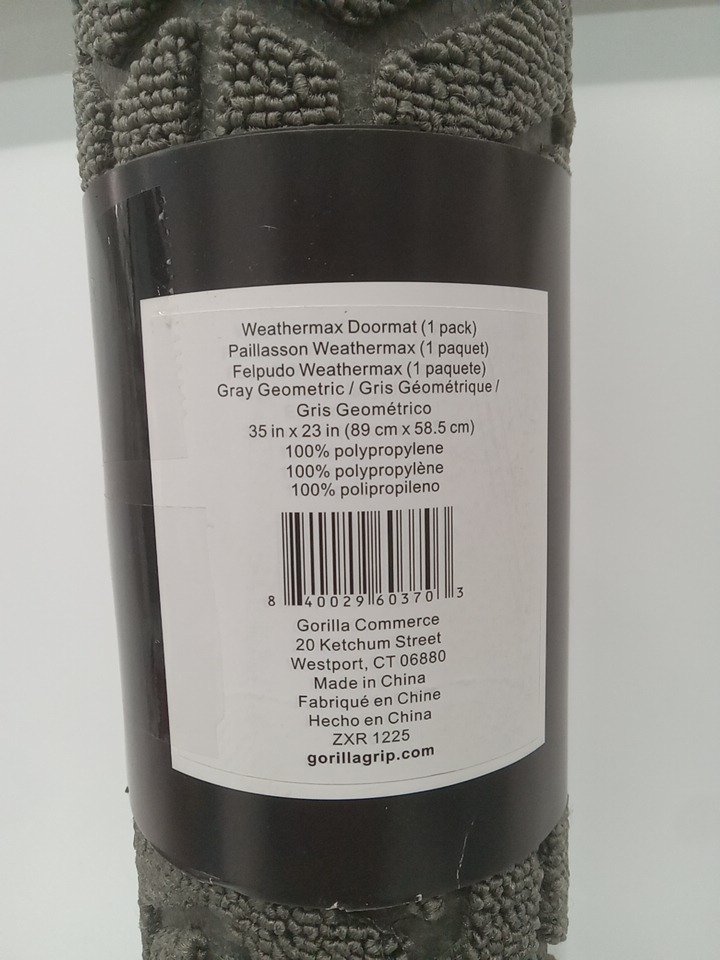 Weathermax Doormat (1 pack)
Paillasson Weathermax (1 paquet)
Felpudo Weathermax (1 paquete)
Gray Geometric / Gris Géométrique /
Gris Geométrico
35 in x 23 in (89 cm x 58.5 cm)
100% polypropylene
100% polypropylène
100% polipropileno
8 40029 60370 3
Gorilla Commerce
20 Ketchum Street
Westport, CT 06880
Made in China
Fabriqué en Chine
Hecho en China
ZXR 1225
gorillagrip.com